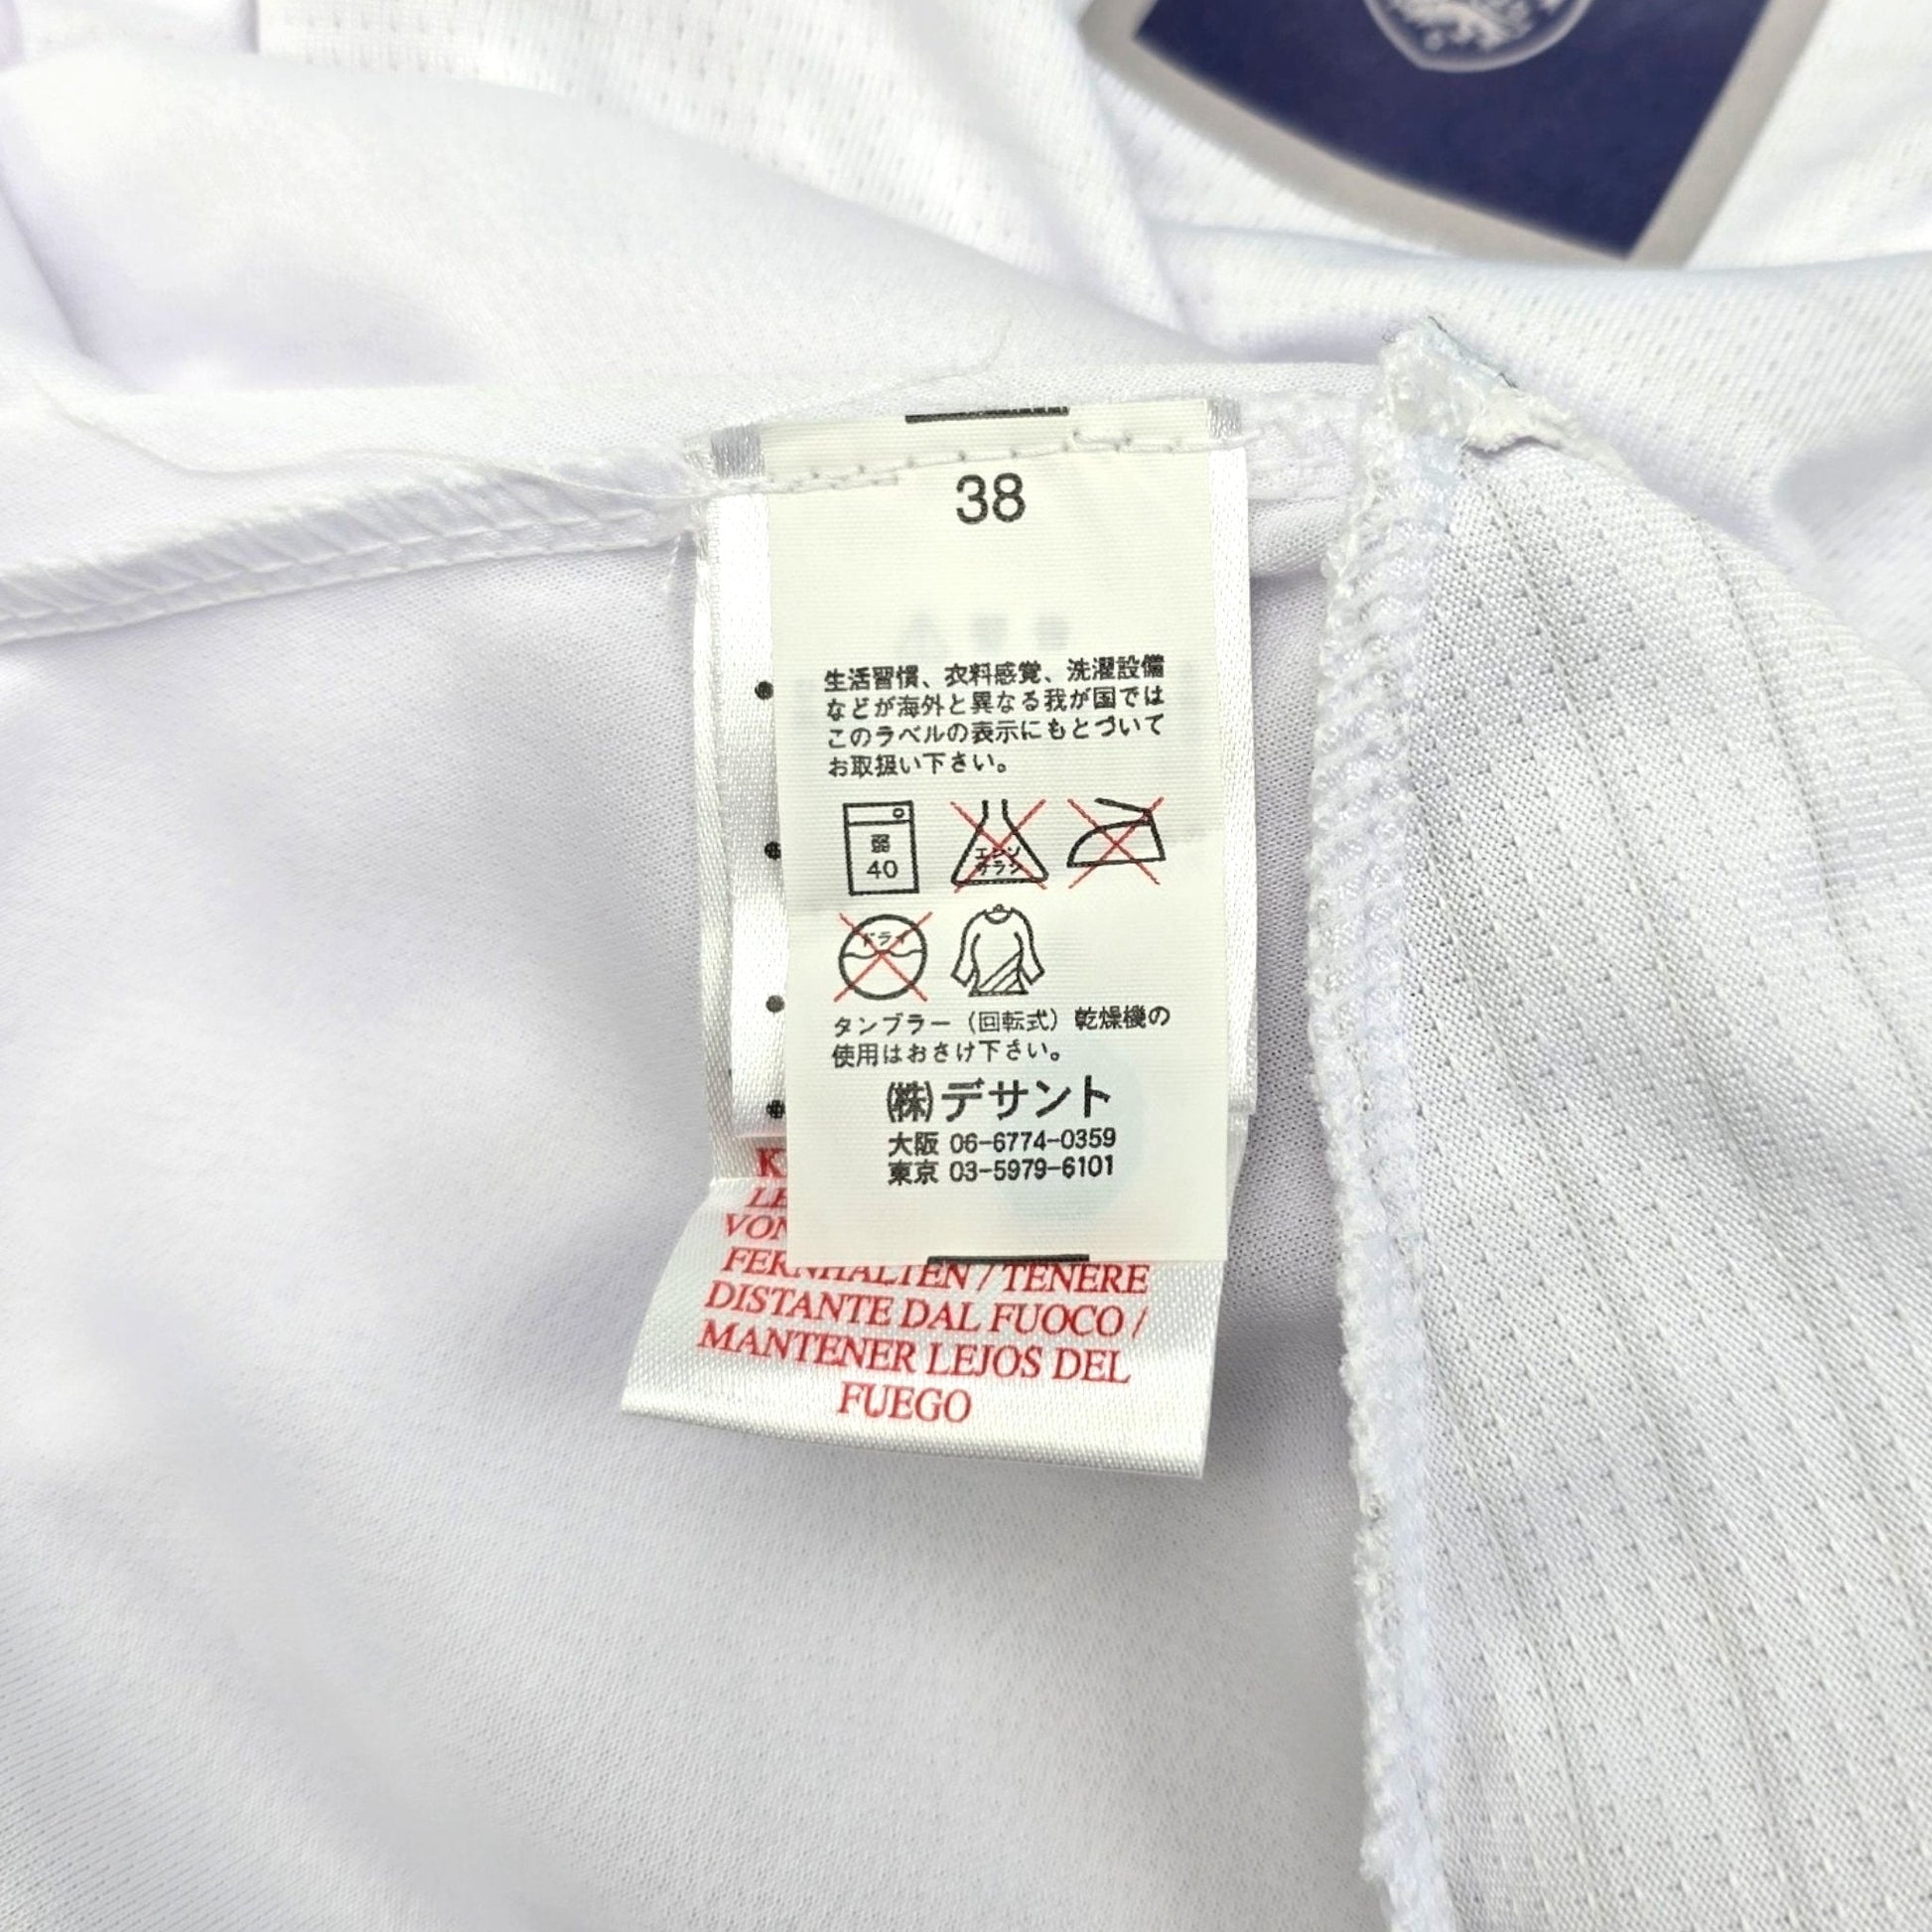 38
生活習慣、衣料感覚、洗濯設備
などが海外と異なる我が国では
このラベルの表示にもとづいて
お取扱い下さい。
弱
40
エンソ
サラシ
ドライ
タンブラー（回転式）乾燥機の
使用はおさけ下さい。
㈱デサント
大阪 06-6774-0359
東京 03-5979-6101
FERNHALTEN / TENERE
DISTANTE DAL FUOCO /
MANTENER LEJOS DEL
FUEGO